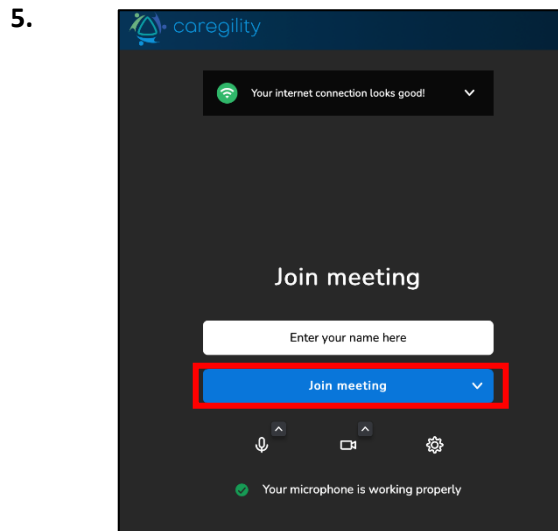 5.
caregility
Your internet connection looks good!
Join meeting
Enter your name here
Join meeting
Your microphone is working properly